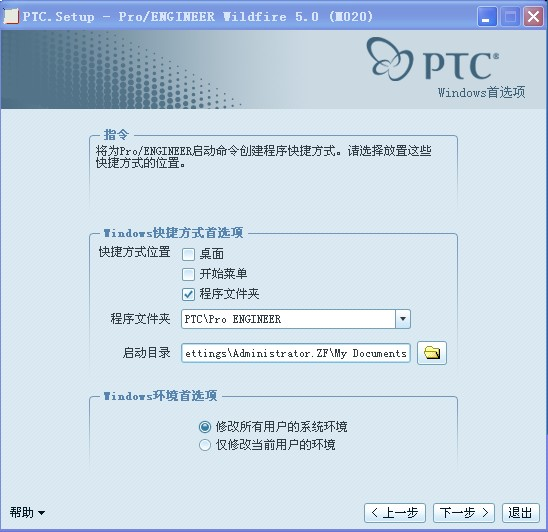 PTC.Setup - Pro/ENGINEER Wildfire 5.0 (M020)
PTC®
Windows首选项
指令
将为Pro/ENGINEER启动命令创建程序快捷方式。请选择放置这些
快捷方式的位置。
Windows快捷方式首选项
快捷方式位置
桌面
开始菜单
程序文件夹
程序文件夹 PTC\Pro ENGINEER
启动目录 ettings\Administrator.ZF\My Documents
Windows环境首选项
修改所有用户的系统环境
仅修改当前用户的环境
帮助 < 上一步 下一步 > 退出